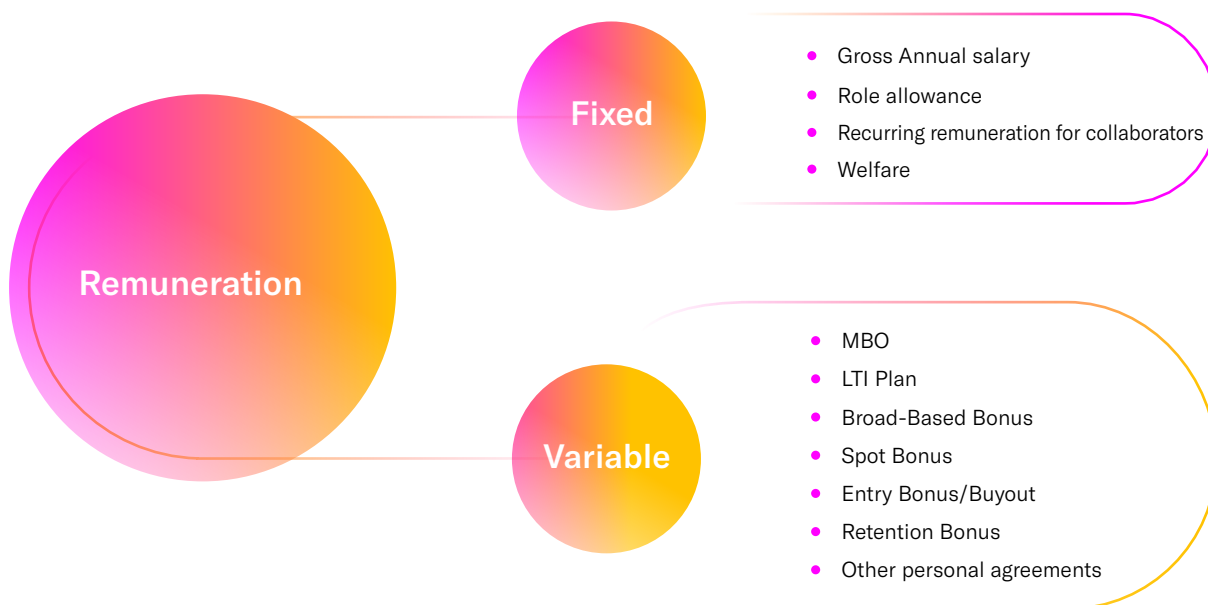 Remuneration
Fixed
Gross Annual salary
Role allowance
Recurring remuneration for collaborators
Welfare
Variable
MBO
LTI Plan
Broad-Based Bonus
Spot Bonus
Entry Bonus/Buyout
Retention Bonus
Other personal agreements